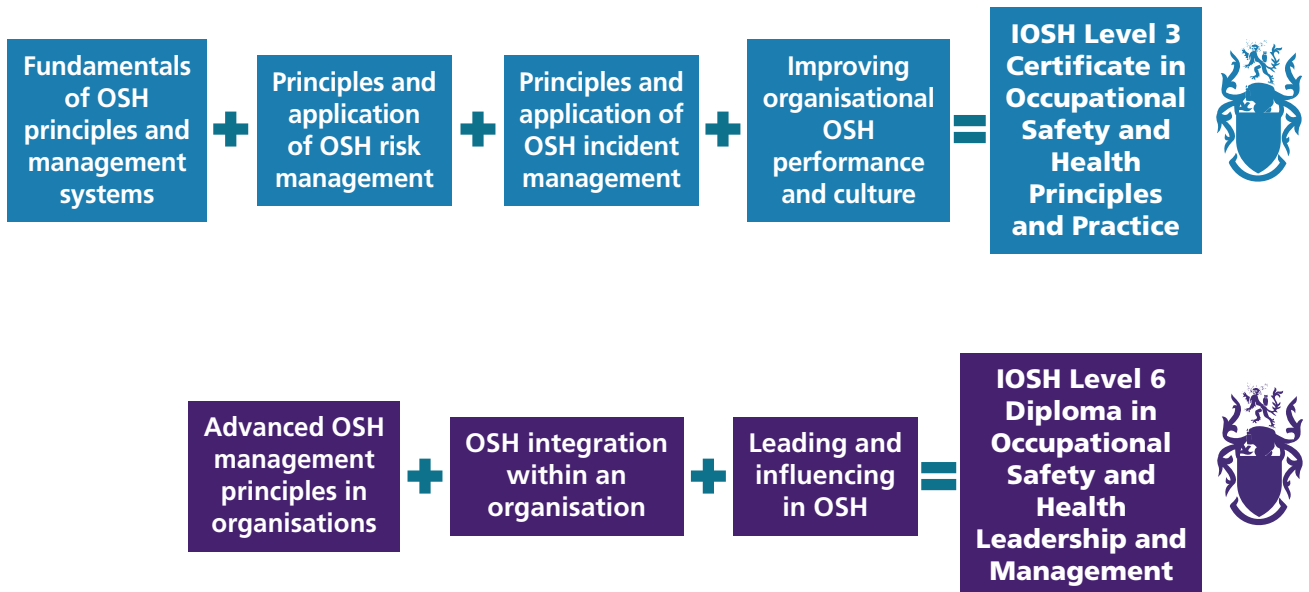 Fundamentals
of OSH
principles and
management
systems
+
Principles and
application
of OSH risk
management
+
Principles and
application of
OSH incident
management
+
Improving
organisational
OSH
performance
and culture
=
IOSH Level 3
Certificate in
Occupational
Safety and
Health
Principles
and Practice
Advanced OSH
management
principles in
organisations
+
OSH integration
within an
organisation
+
Leading and
influencing
in OSH
=
IOSH Level 6
Diploma in
Occupational
Safety and
Health
Leadership and
Management